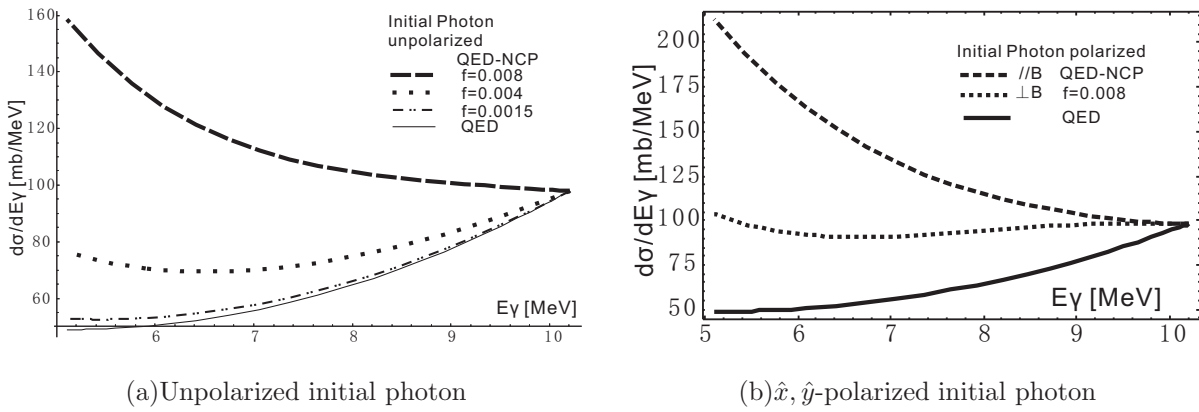 160
140
120
100
80
60
6
7
8
9
10
dσ/dEγ [mb/MeV]
Eγ [MeV]
Initial Photon
unpolarized
QED-NCP
f=0.008
f=0.004
f=0.0015
QED
200
175
150
125
100
75
50
5
6
7
8
9
10
dσ/dEγ [mb/MeV]
Eγ [MeV]
Initial Photon polarized
//B QED-NCP
⊥B f=0.008
QED
(a)Unpolarized initial photon
(b)x̂, ŷ-polarized initial photon